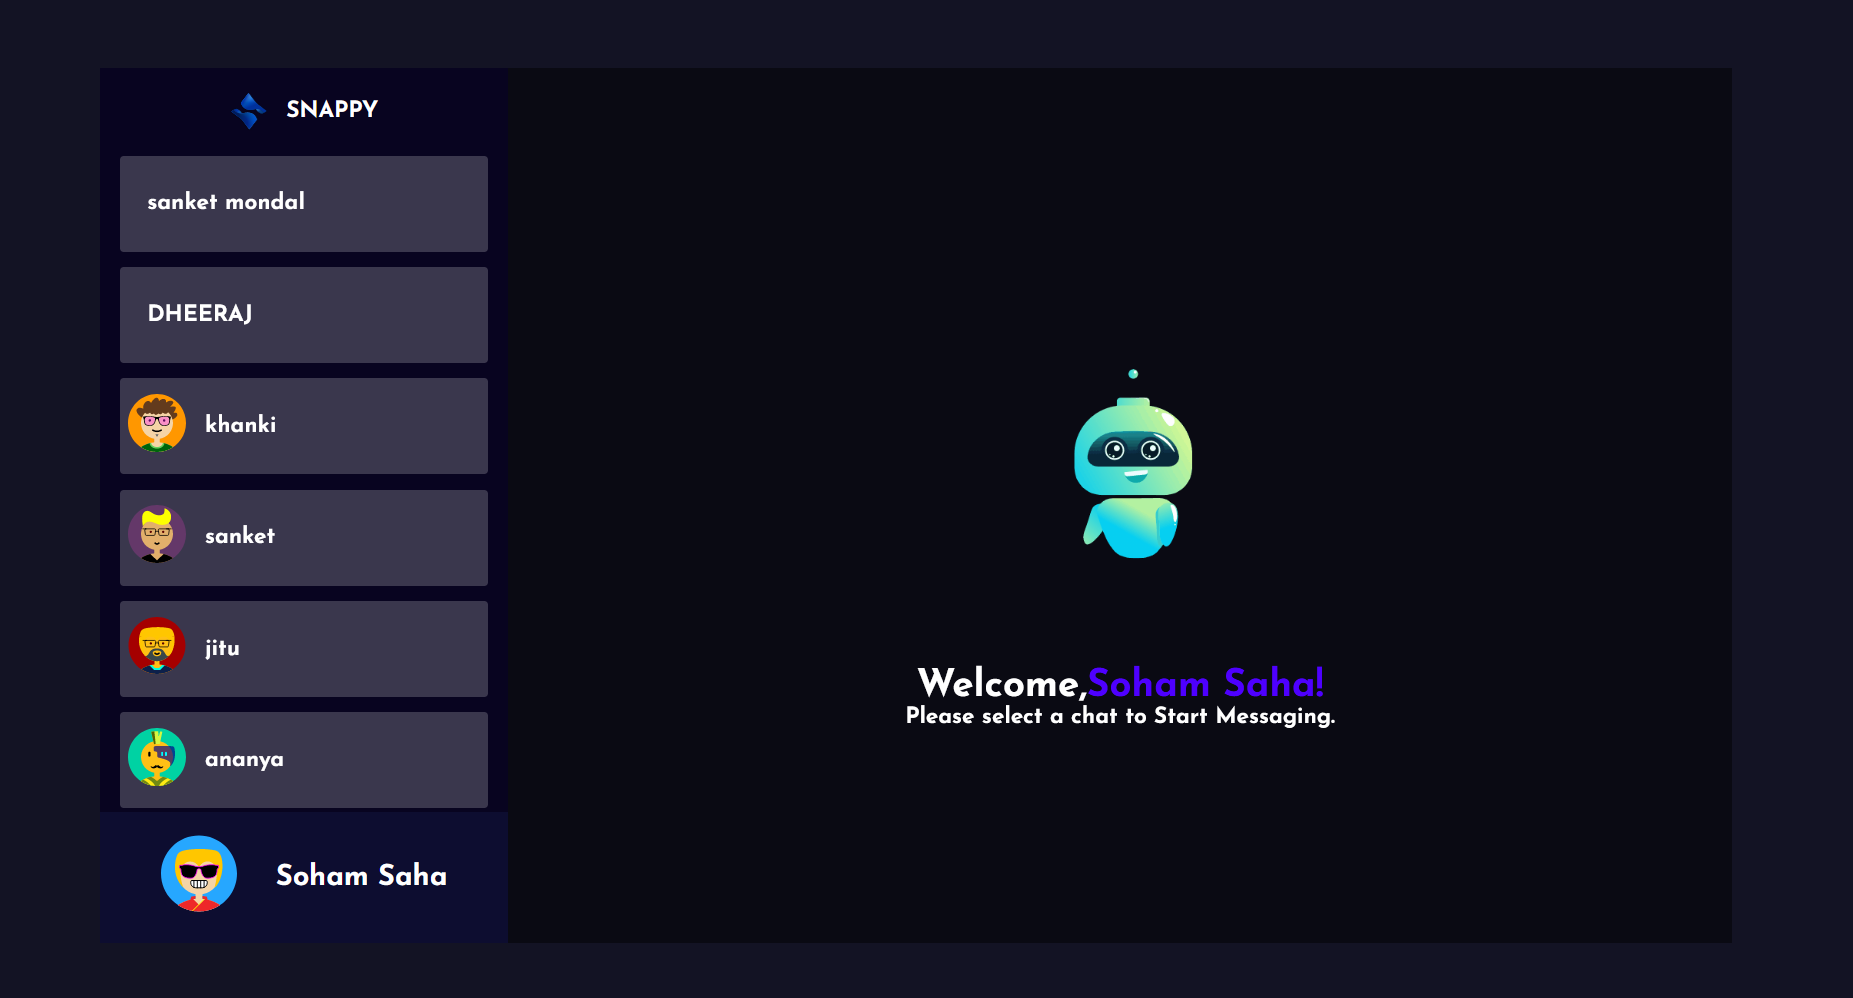 SNAPPY
sanket mondal
DHEERAJ
khanki
sanket
jitu
ananya
Soham Saha
Welcome,Soham Saha!
Please select a chat to Start Messaging.